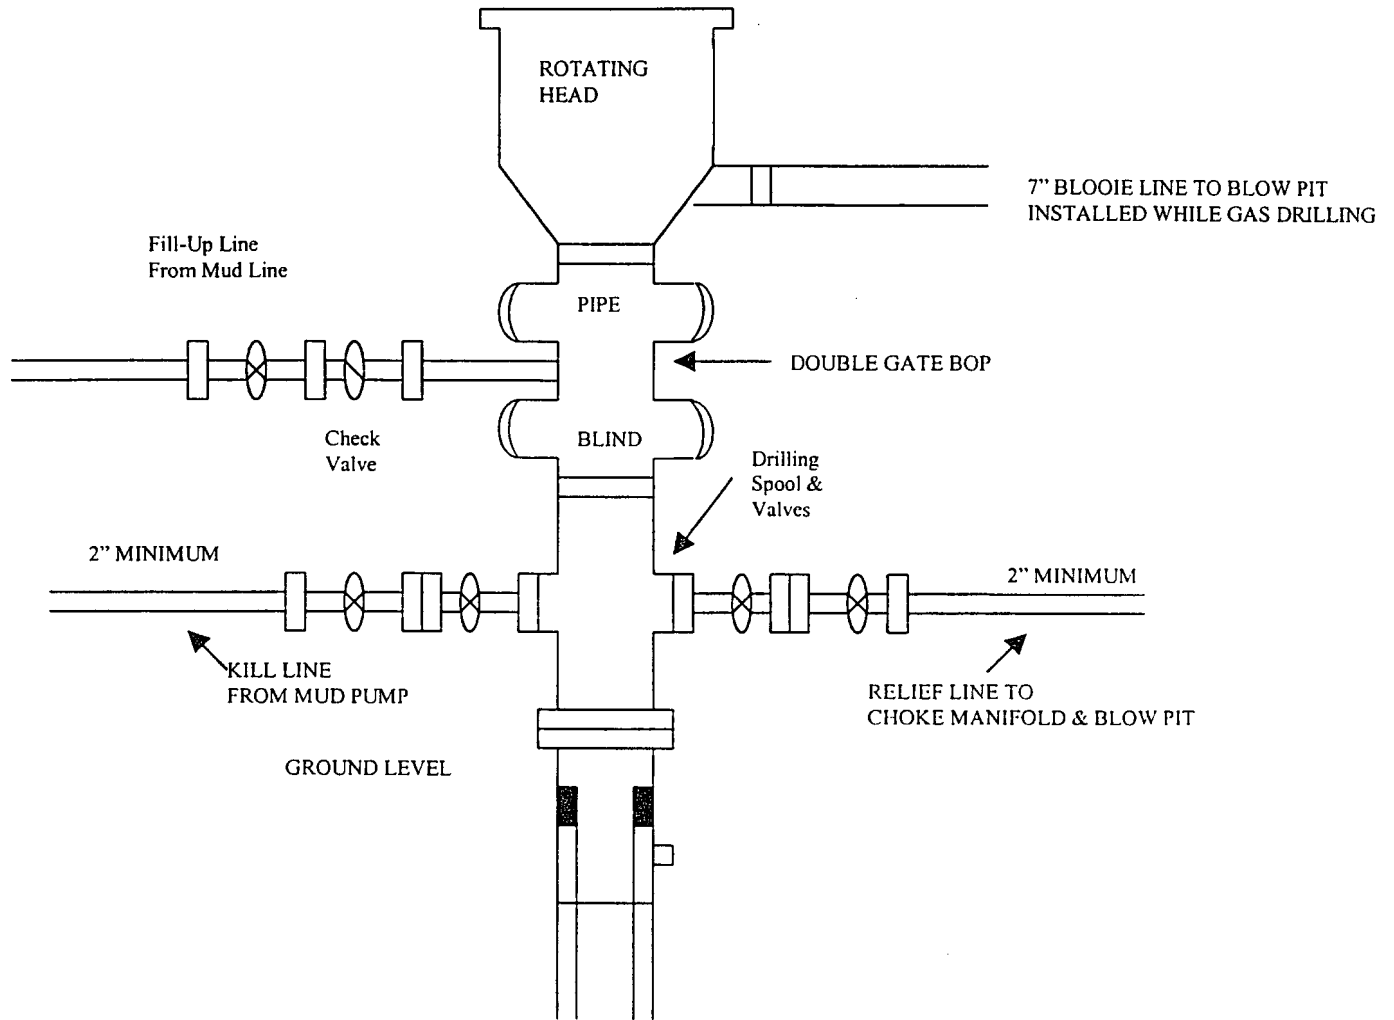 ROTATING
HEAD
7” BLOOIE LINE TO BLOW PIT
INSTALLED WHILE GAS DRILLING
Fill-Up Line
From Mud Line
PIPE
DOUBLE GATE BOP
Check
Valve
BLIND
Drilling
Spool &
Valves
2” MINIMUM
2” MINIMUM
KILL LINE
FROM MUD PUMP
RELIEF LINE TO
CHOKE MANIFOLD & BLOW PIT
GROUND LEVEL